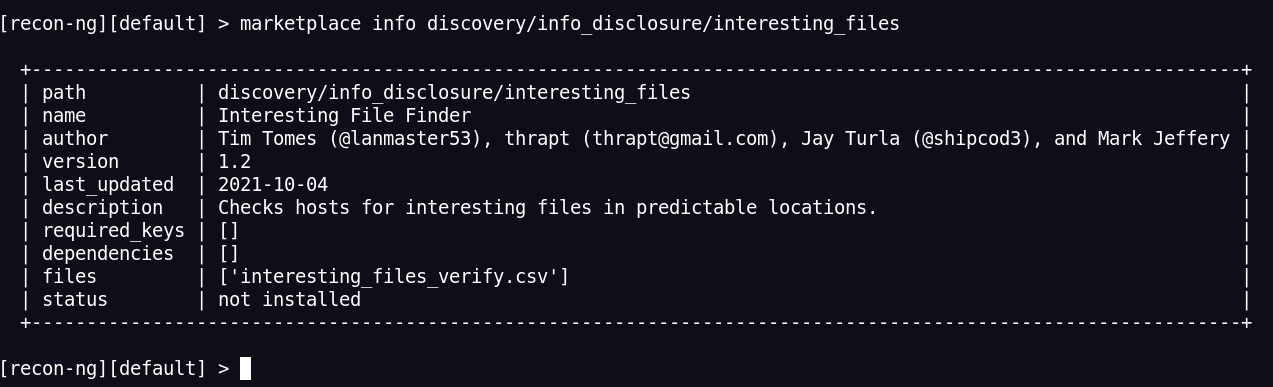 [recon-ng][default] > marketplace info discovery/info_disclosure/interesting_files
+---------------------------------------------------------------------------------------------------------------+
| path          | discovery/info_disclosure/interesting_files                                                   |
| name          | Interesting File Finder                                                                       |
| author        | Tim Tomes (@lanmaster53), thrapt (thrapt@gmail.com), Jay Turla (@shipcod3), and Mark Jeffery |
| version       | 1.2                                                                                           |
| last_updated  | 2021-10-04                                                                                    |
| description   | Checks hosts for interesting files in predictable locations.                                  |
| required_keys | []                                                                                            |
| dependencies  | []                                                                                            |
| files         | ['interesting_files_verify.csv']                                                              |
| status        | not installed                                                                                 |
+---------------------------------------------------------------------------------------------------------------+
[recon-ng][default] >